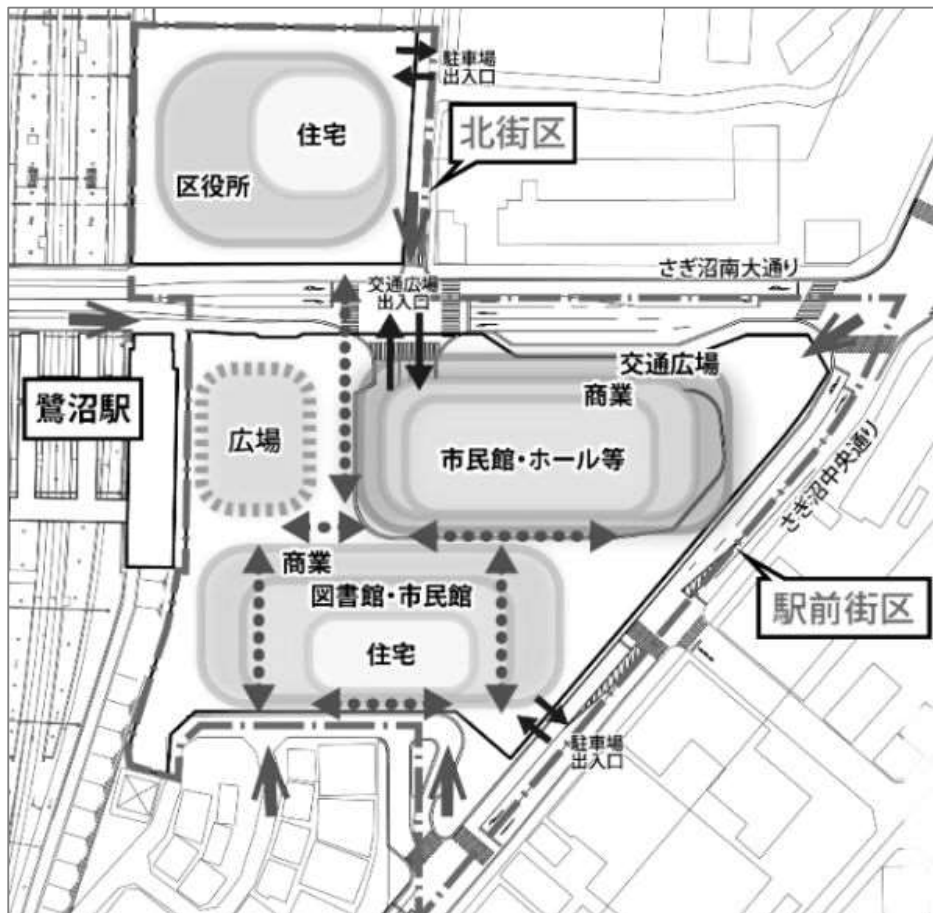 駐車場
出入口
北街区
住宅
区役所
さぎ沼南大通り
交通広場
出入口
交通広場
商業
鷺沼駅
広場
市民館・ホール等
さぎ沼中央通り
商業
図書館・市民館
駅前街区
住宅
駐車場
出入口